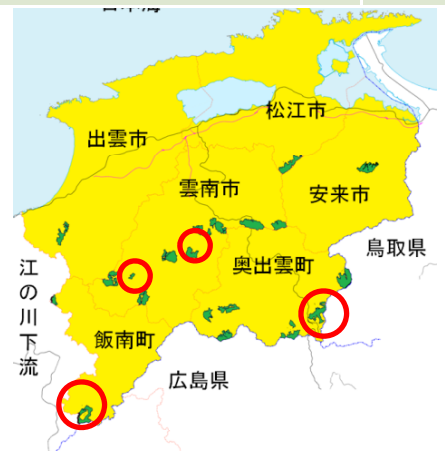 松江市
出雲市
雲南市
安来市
鳥取県
奥出雲町
江の川下流
飯南町
広島県